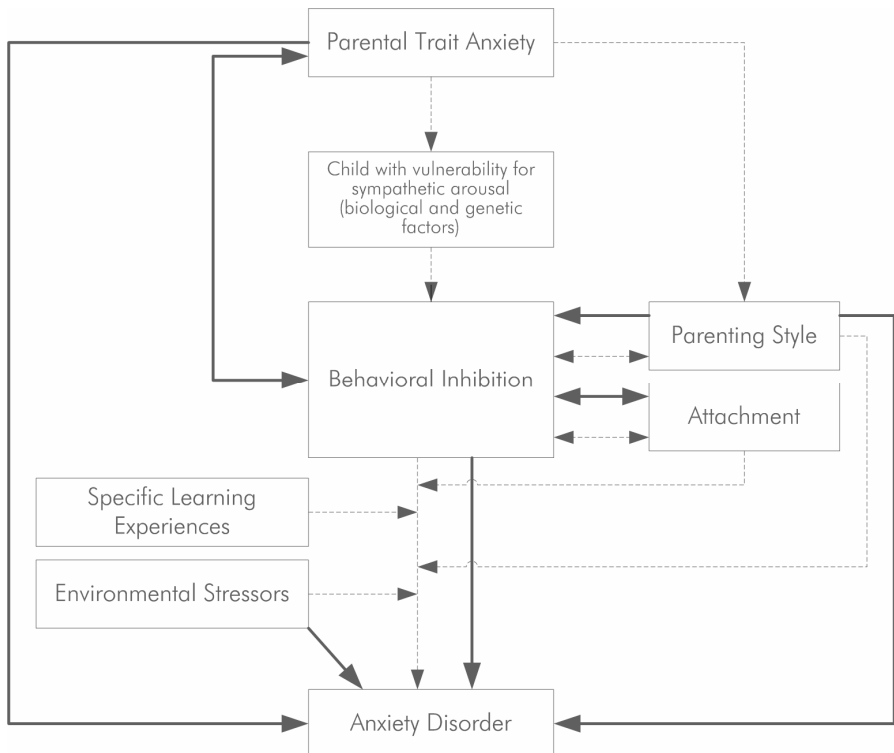 Parental Trait Anxiety
Child with vulnerability for
sympathetic arousal
(biological and genetic
factors)
Behavioral Inhibition
Parenting Style
Attachment
Specific Learning
Experiences
Environmental Stressors
Anxiety Disorder